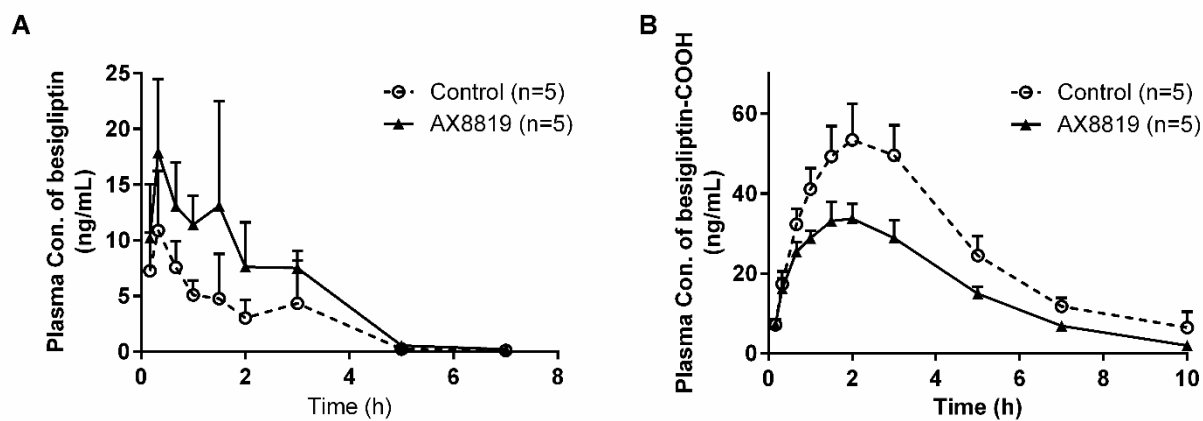 A
Plasma Con. of besigliptin
(ng/mL)
25
20
15
10
5
0
0 2 4 6 8
Time (h)
Control (n=5)
AX8819 (n=5)
B
Plasma Con. of besigliptin-COOH
(ng/mL)
60
40
20
0
0 2 4 6 8 10
Time (h)
Control (n=5)
AX8819 (n=5)